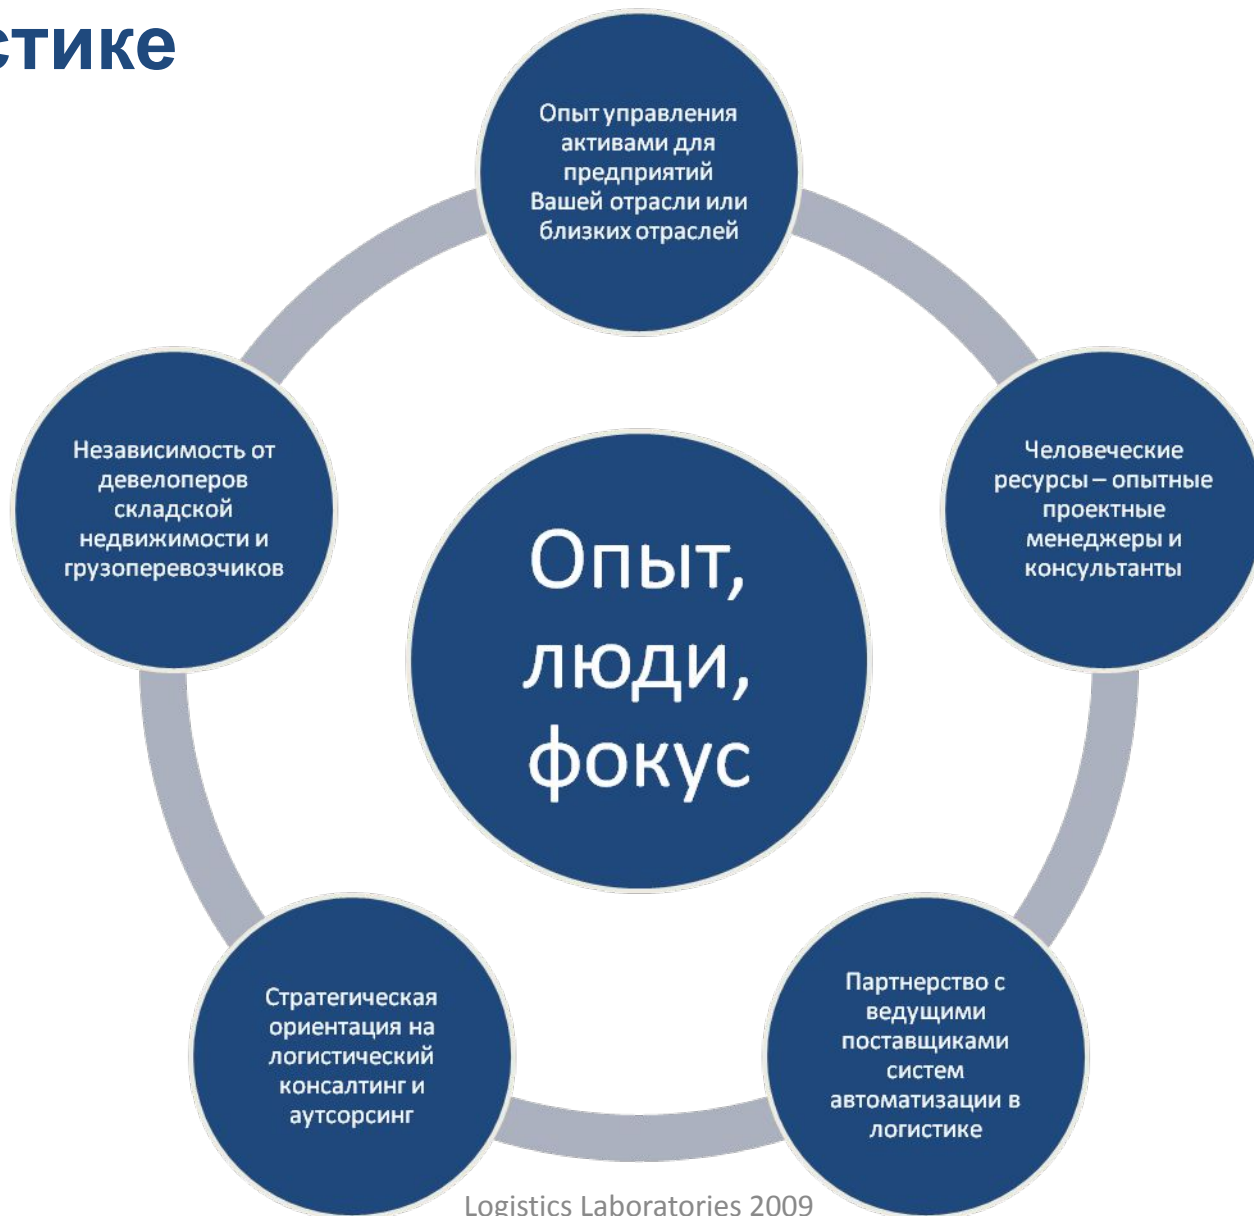 стике
Опыт управления
активами для
предприятий
Вашей отрасли или
близких отраслей
Человеческие
ресурсы – опытные
проектные
менеджеры и
консультанты
Партнерство с
ведущими
поставщиками
систем
автоматизации в
логистике
Стратегическая
ориентация на
логистический
консалтинг и
аутсорсинг
Независимость от
девелоперов
складской
недвижимости и
грузоперевозчиков
Опыт,
люди,
фокус
Logistics Laboratories 2009